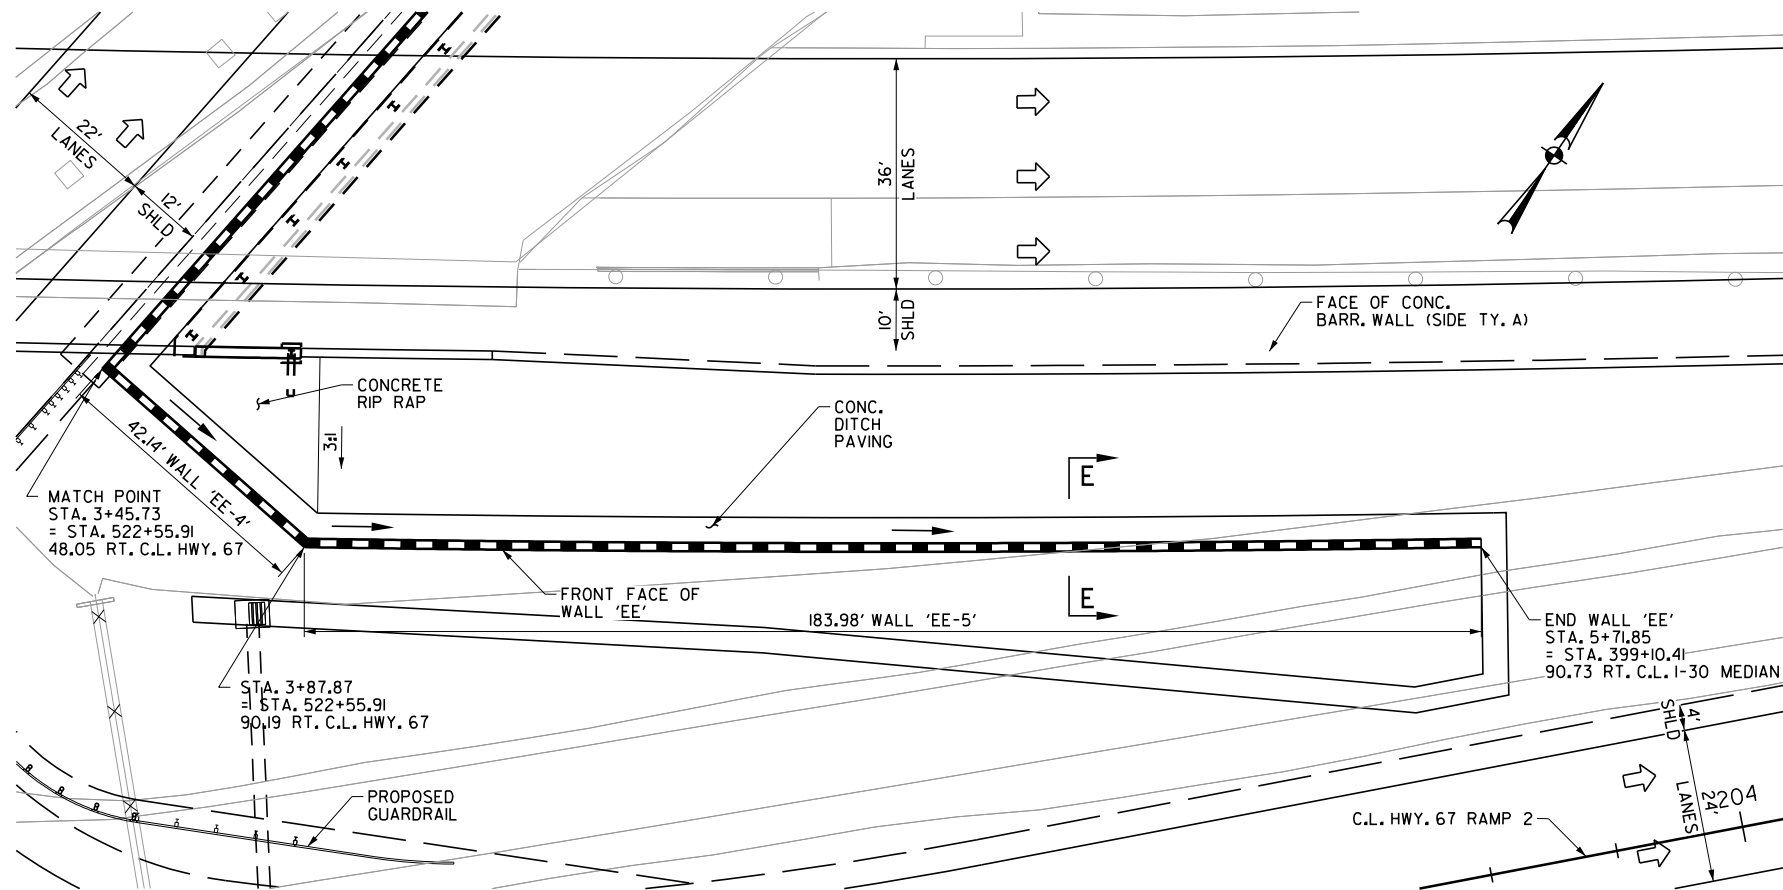 22'
LANES
12'
SHLD
36'
LANES
10'
SHLD
FACE OF CONC.
BARR. WALL (SIDE TY. A)
CONCRETE
RIP RAP
3:1
CONC.
DITCH
PAVING
42.14' WALL 'EE-4'
MATCH POINT
STA. 3+45.73
= STA. 522+55.91
48.05 RT. C.L. HWY. 67
E
E
FRONT FACE OF
WALL 'EE'
183.98' WALL 'EE-5'
END WALL 'EE'
STA. 5+71.85
= STA. 399+10.41
90.73 RT. C.L. I-30 MEDIAN
STA. 3+87.87
= STA. 522+55.91
90.19 RT. C.L. HWY. 67
4'
SHLD
24'
LANES
204
PROPOSED
GUARDRAIL
C.L. HWY. 67 RAMP 2